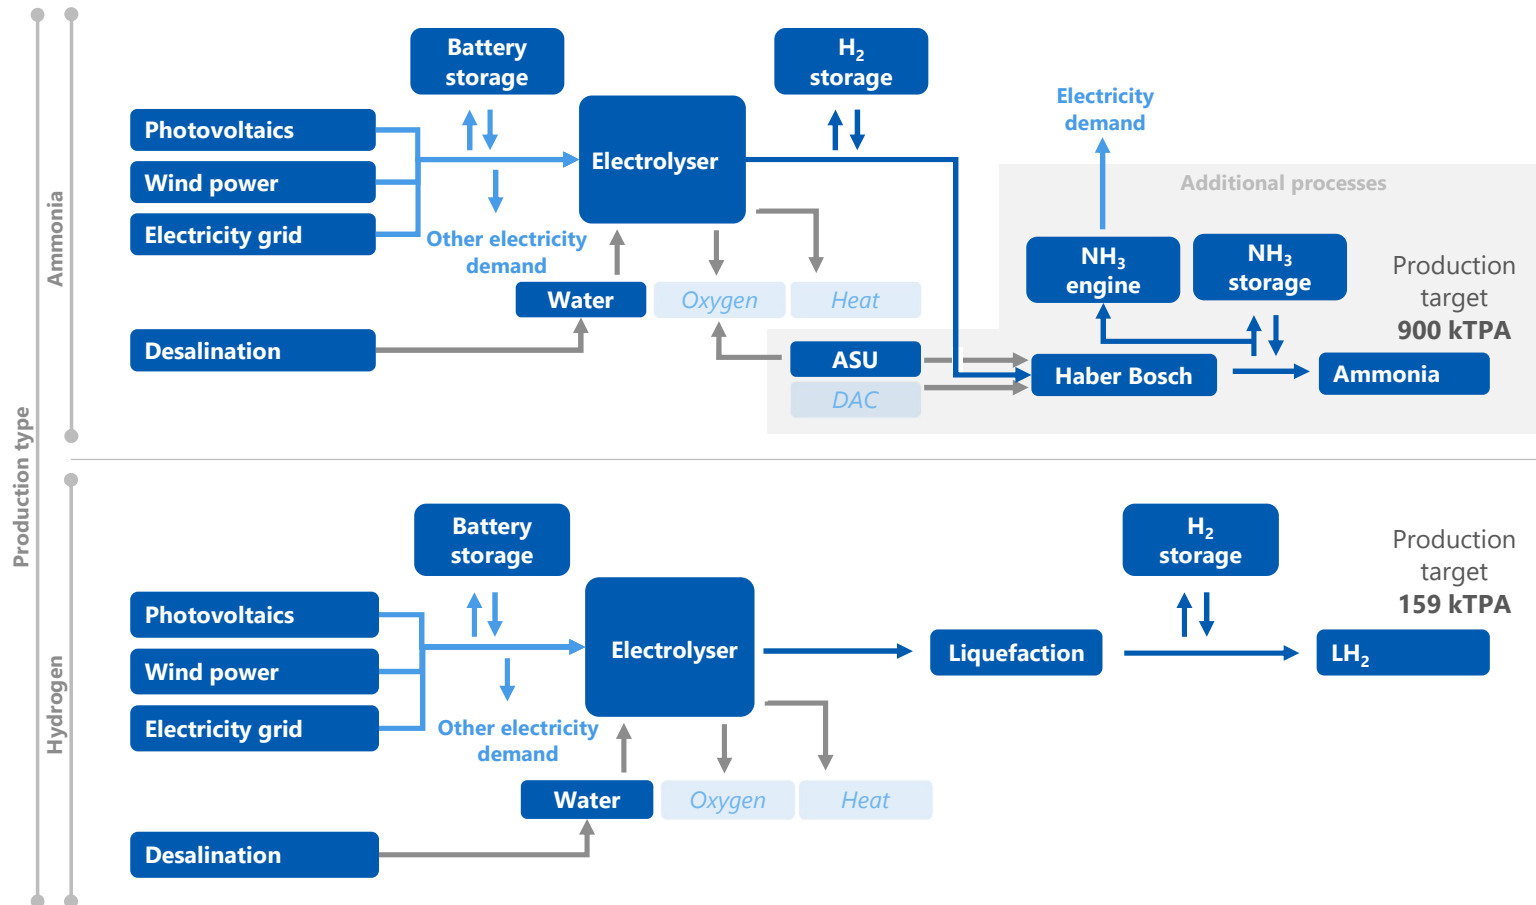 Production type
Ammonia
Battery
storage
H₂
storage
Photovoltaics
Wind power
Electricity grid
Electrolyser
Other electricity
demand
Water
Oxygen
Heat
Desalination
Electricity
demand
Additional processes
NH₃
engine
NH₃
storage
Production
target
900 kTPA
ASU
DAC
Haber Bosch
Ammonia
Hydrogen
Battery
storage
H₂
storage
Production
target
159 kTPA
Photovoltaics
Wind power
Electricity grid
Electrolyser
Liquefaction
LH₂
Other electricity
demand
Water
Oxygen
Heat
Desalination